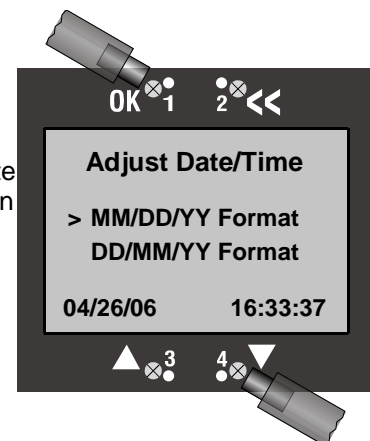 OK 1 2 <<
te
n
Adjust Date/Time
> MM/DD/YY Format
DD/MM/YY Format
04/26/06 16:33:37
3 4